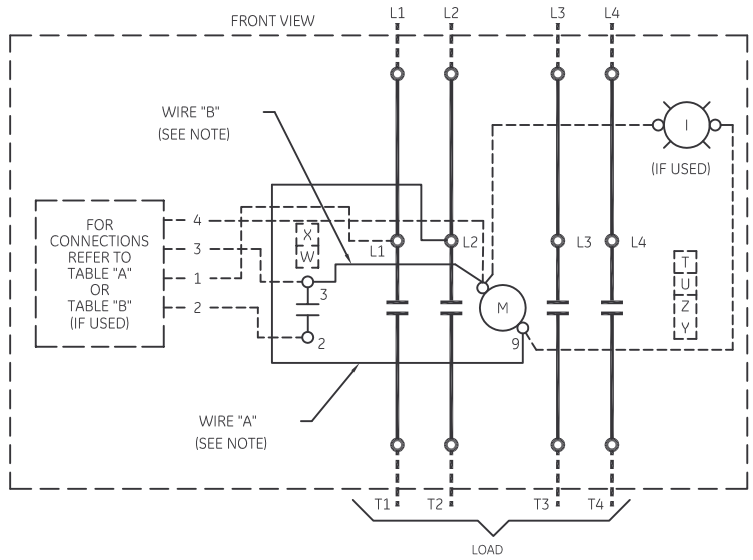 FRONT VIEW
L1
L2
L3
L4
WIRE "B"
(SEE NOTE)
I
(IF USED)
FOR
CONNECTIONS
REFER TO
TABLE "A"
OR
TABLE "B"
(IF USED)
4
3
1
2
X
W
L1
L2
L3
L4
T
U
Z
Y
3
2
M
9
WIRE "A"
(SEE NOTE)
T1
T2
T3
T4
LOAD